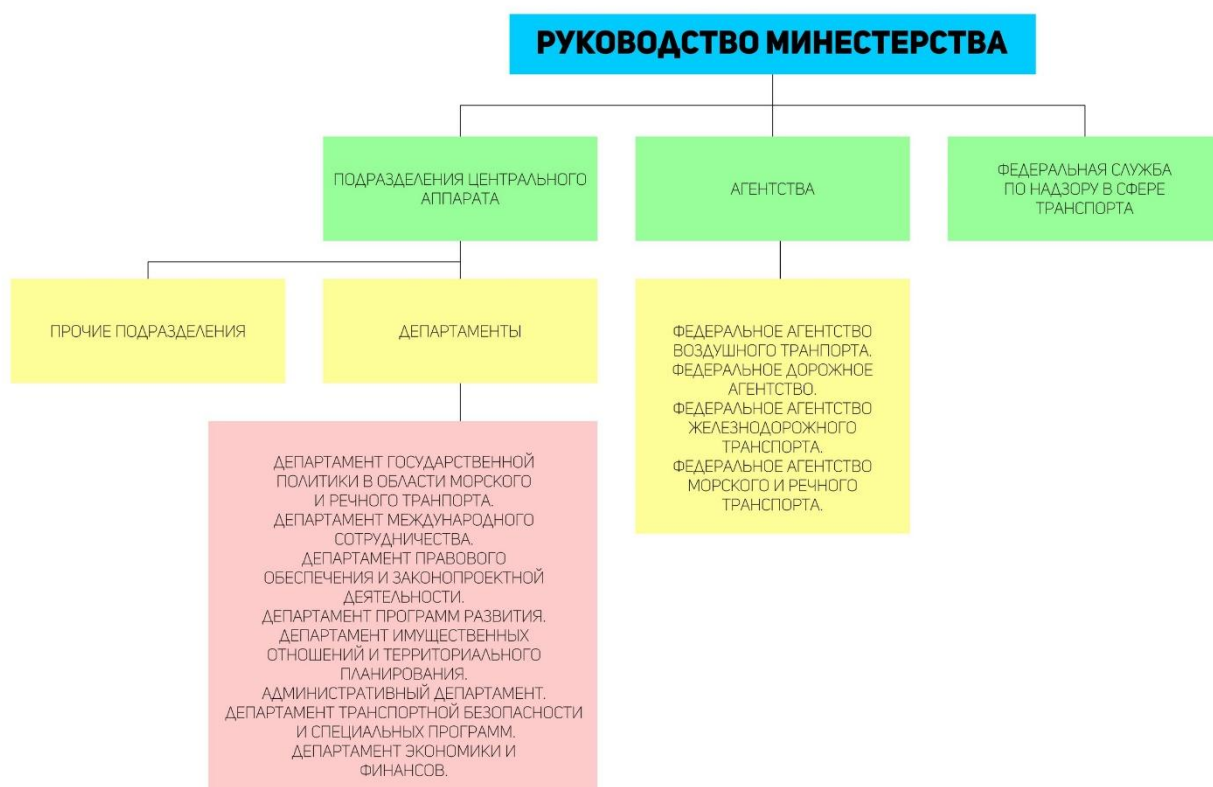 РУКОВОДСТВО МИНЕСТЕРСТВА
ПОДРАЗДЕЛЕНИЯ ЦЕНТРАЛЬНОГО
АППАРАТА
АГЕНТСТВА
ФЕДЕРАЛЬНАЯ СЛУЖБА
ПО НАДЗОРУ В СФЕРЕ
ТРАНСПОРТА
ПРОЧИЕ ПОДРАЗДЕЛЕНИЯ
ДЕПАРТАМЕНТЫ
ФЕДЕРАЛЬНОЕ АГЕНТСТВО
ВОЗДУШНОГО ТРАНПОРТА.
ФЕДЕРАЛЬНОЕ ДОРОЖНОЕ
АГЕНТСТВО.
ФЕДЕРАЛЬНОЕ АГЕНТСТВО
ЖЕЛЕЗНОДОРОЖНОГО
ТРАНСПОРТА.
ФЕДЕРАЛЬНОЕ АГЕНТСТВО
МОРСКОГО И РЕЧНОГО
ТРАНСПОРТА.
ДЕПАРТАМЕНТ ГОСУДАРСТВЕННОЙ
ПОЛИТИКИ В ОБЛАСТИ МОРСКОГО
И РЕЧНОГО ТРАНПОРТА.
ДЕПАРТАМЕНТ МЕЖДУНАРОДНОГО
СОТРУДНИЧЕСТВА.
ДЕПАРТАМЕНТ ПРАВОВОГО
ОБЕСПЕЧЕНИЯ И ЗАКОНОПРОЕКТНОЙ
ДЕЯТЕЛЬНОСТИ.
ДЕПАРТАМЕНТ ПРОГРАММ РАЗВИТИЯ.
ДЕПАРТАМЕНТ ИМУЩЕСТВЕННЫХ
ОТНОШЕНИЙ И ТЕРРИТОРИАЛЬНОГО
ПЛАНИРОВАНИЯ.
АДМИНИСТРАТИВНЫЙ ДЕПАРТАМЕНТ.
ДЕПАРТАМЕНТ ТРАНСПОРТНОЙ БЕЗОПАСНОСТИ
И СПЕЦИАЛЬНЫХ ПРОГРАММ.
ДЕПАРТАМЕНТ ЭКОНОМИКИ И
ФИНАНСОВ.